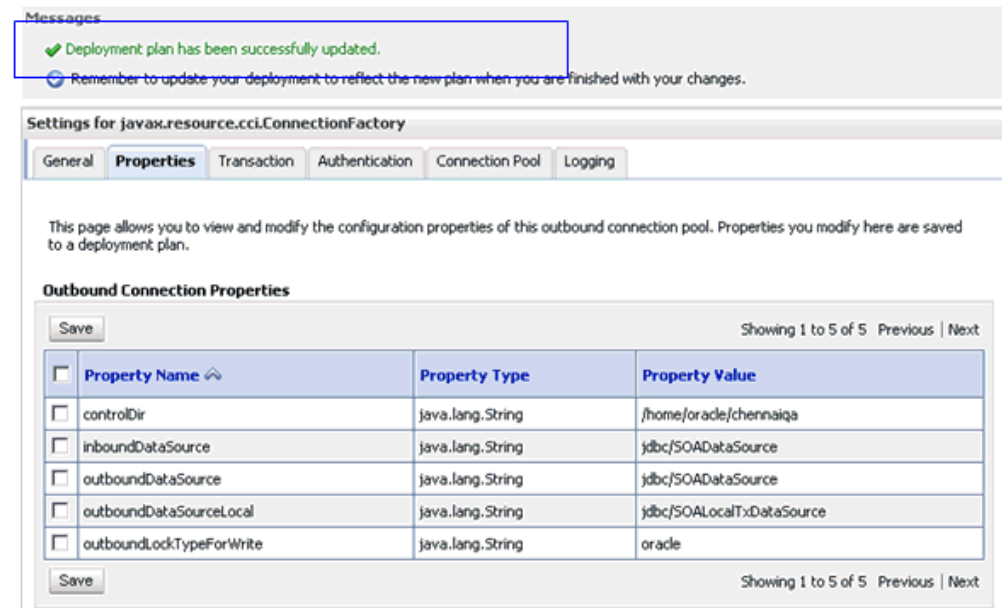 Messages
Deployment plan has been successfully updated.
Remember to update your deployment to reflect the new plan when you are finished with your changes.
Settings for javax.resource.cci.ConnectionFactory
General Properties Transaction Authentication Connection Pool Logging
This page allows you to view and modify the configuration properties of this outbound connection pool. Properties you modify here are saved
to a deployment plan.
Outbound Connection Properties
Save Showing 1 to 5 of 5 Previous | Next
Property Name Property Type Property Value
controlDir java.lang.String /home/oracle/chennaiqa
inboundDataSource java.lang.String jdbc/SOADataSource
outboundDataSource java.lang.String jdbc/SOADataSource
outboundDataSourceLocal java.lang.String jdbc/SOALocalTxDataSource
outboundLockTypeForWrite java.lang.String oracle
Save Showing 1 to 5 of 5 Previous | Next